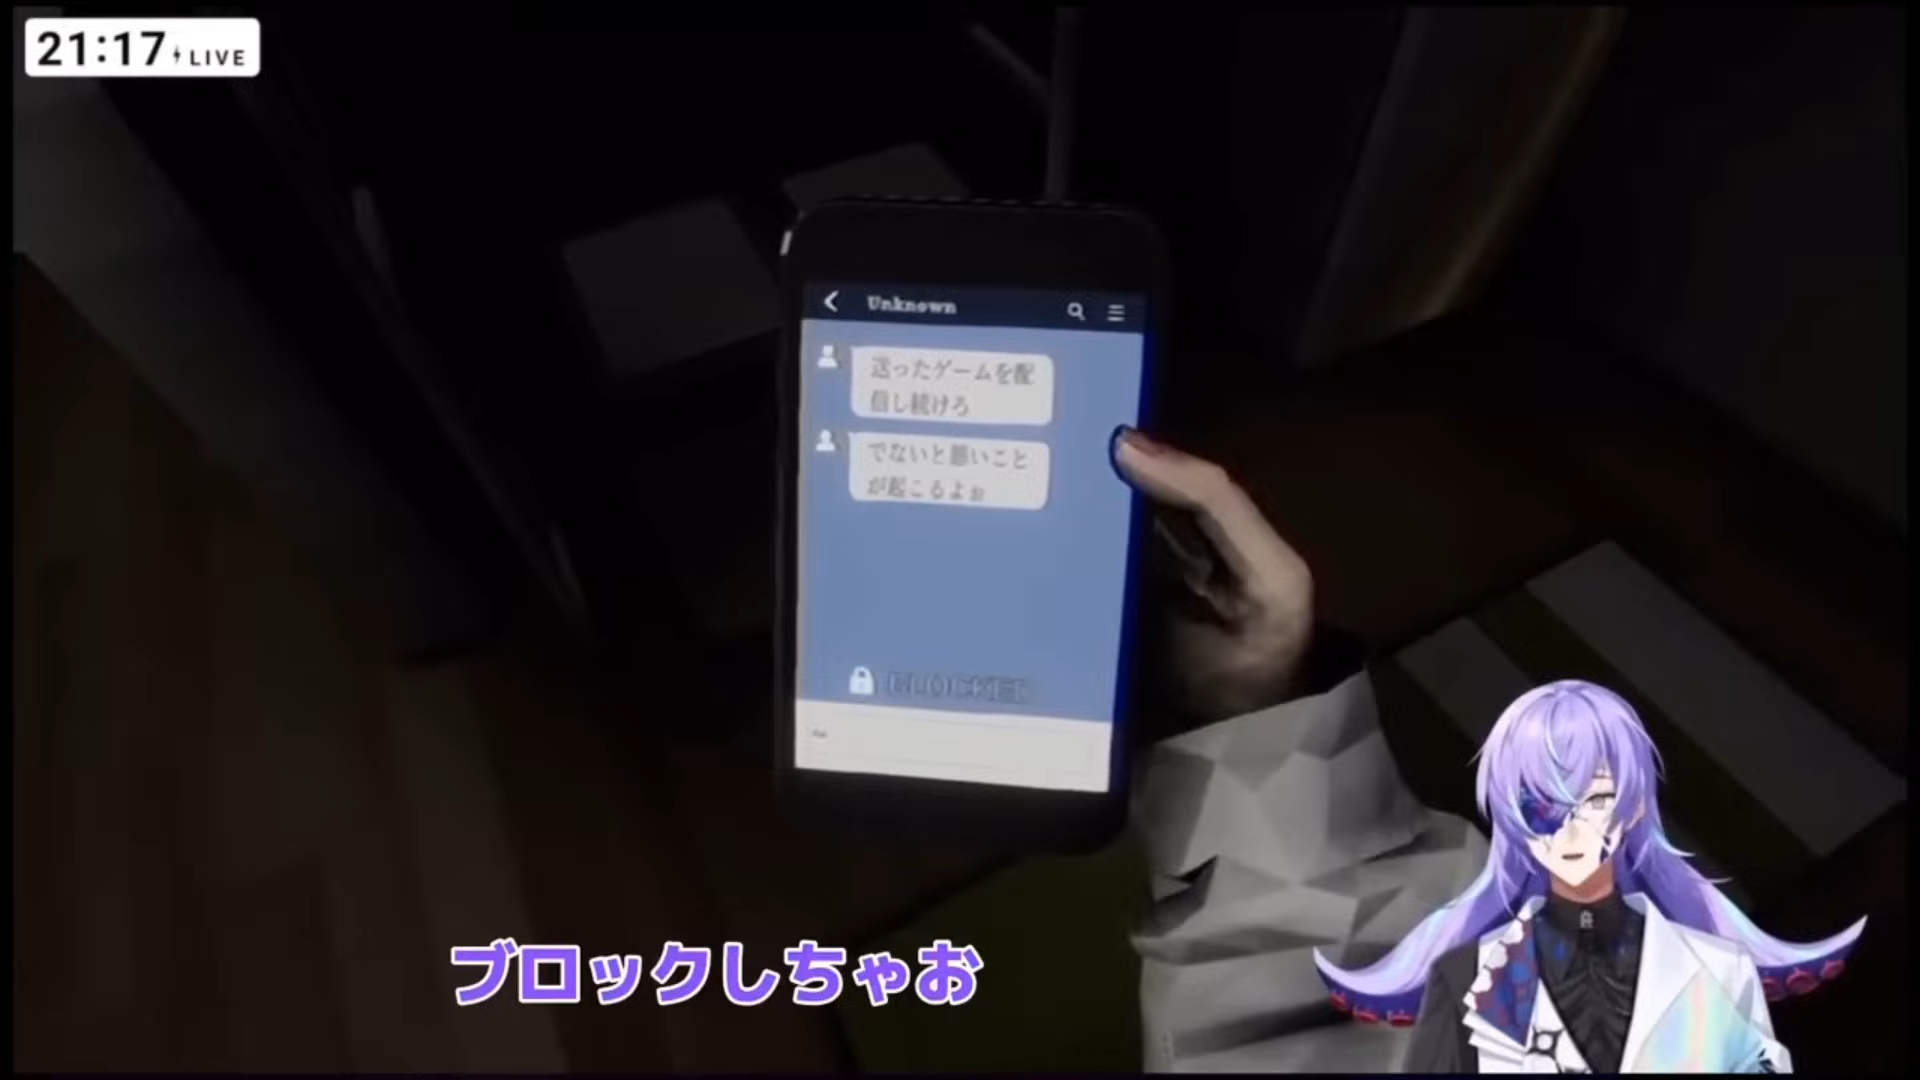 21:17 LIVE
Unknown
送ったゲームを配
信し続けろ
でないと悪いこと
が起こるよぉ
BLOCKED
ブロックしちゃお